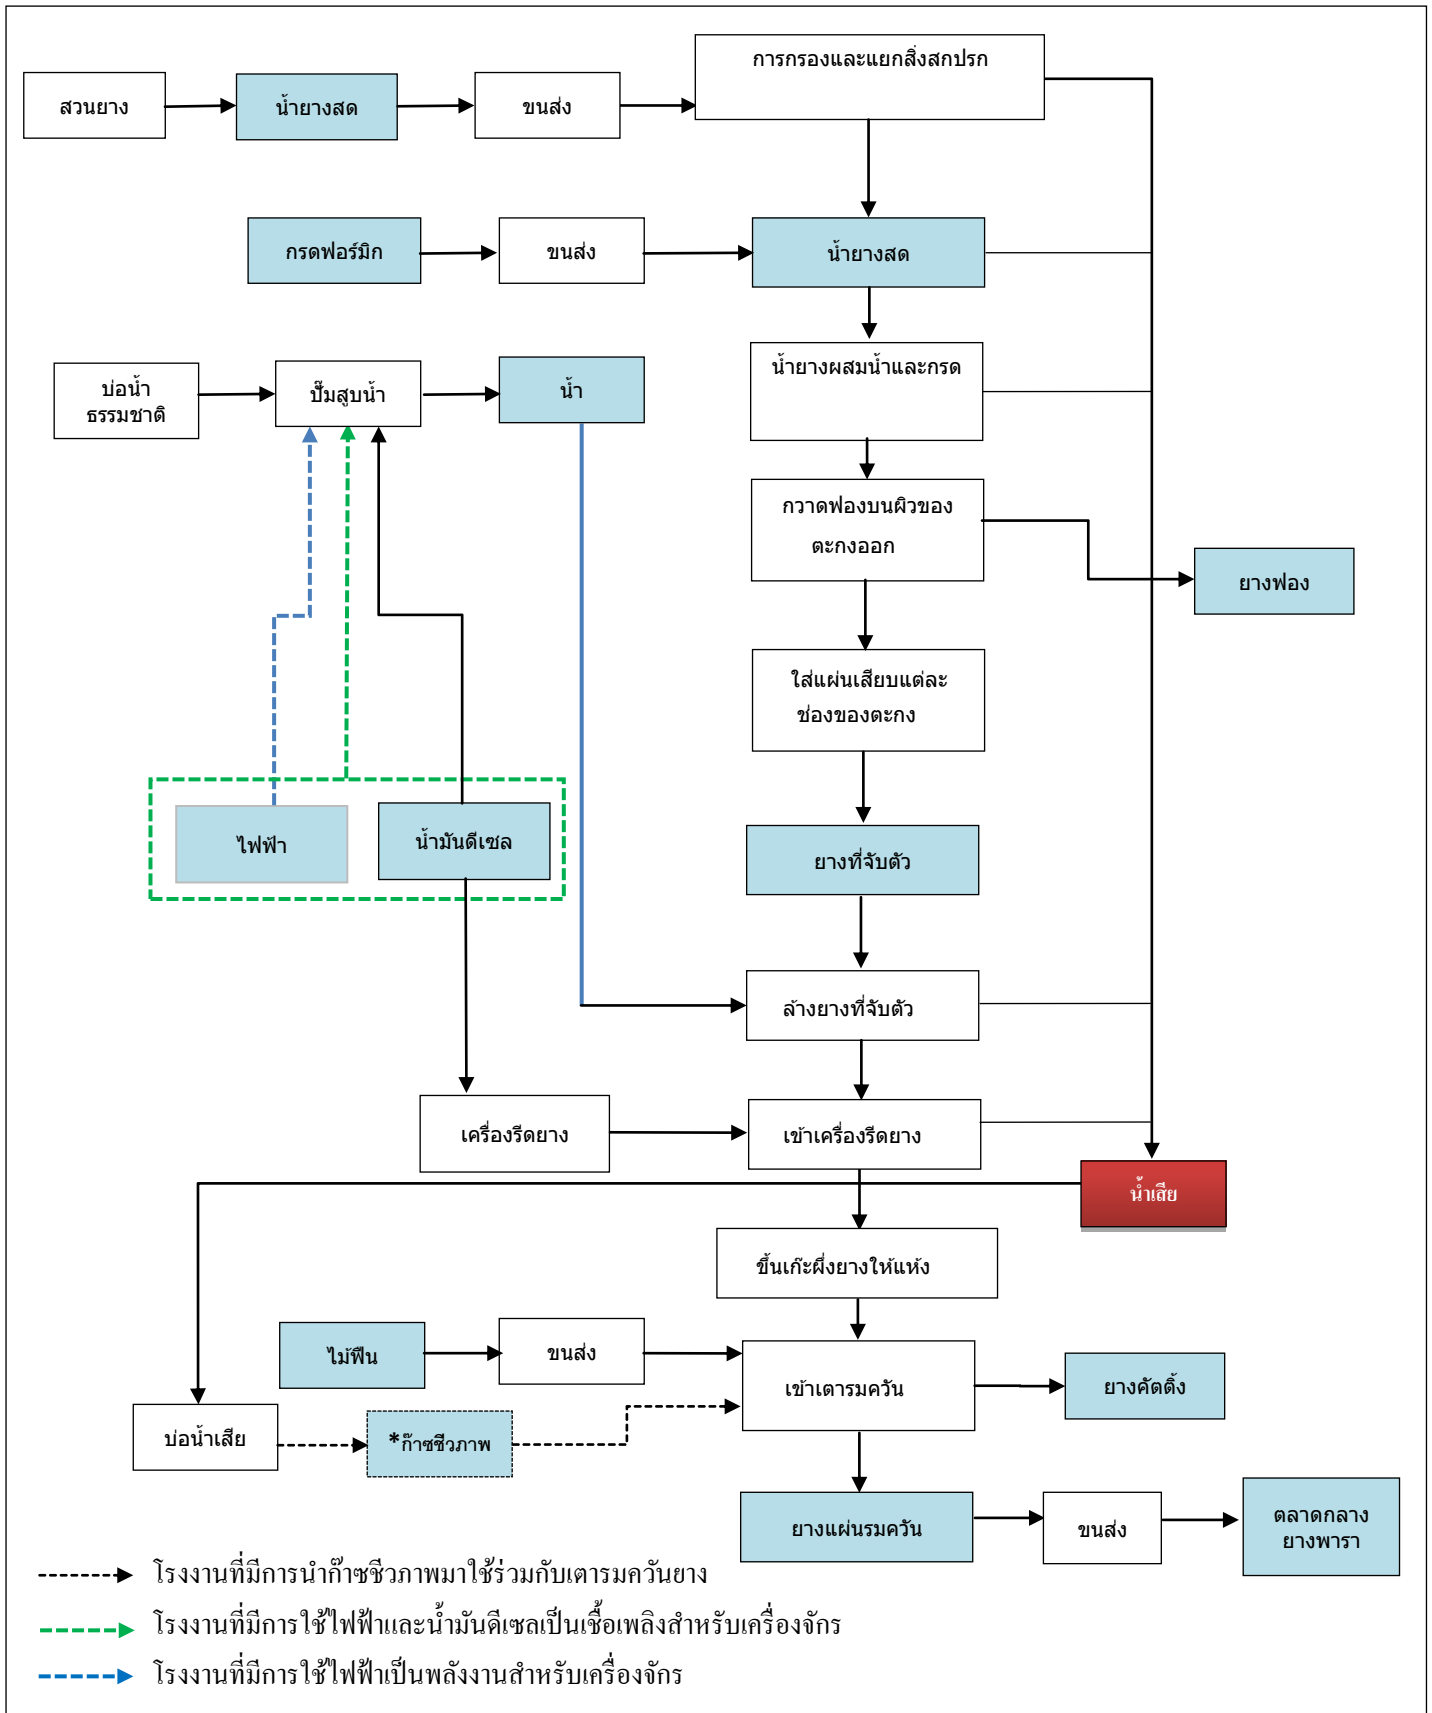 การกรองและแยกสิ่งสกปรก
สวนยาง
น้ำยางสด
ขนส่ง
กรดฟอร์มิก
ขนส่ง
น้ำยางสด
น้ำยางผสมน้ำและกรด
บ่อน้ำ
ธรรมชาติ
ปั๊มสูบน้ำ
น้ำ
กวาดฟองบนผิวของ
ตะกงออก
ยางฟอง
ใส่แผ่นเสียบแต่ละ
ช่องของตะกง
ไฟฟ้า
น้ำมันดีเซล
ยางที่จับตัว
ล้างยางที่จับตัว
เครื่องรีดยาง
เข้าเครื่องรีดยาง
น้ำเสีย
ขึ้นเก๊ะผึ่งยางให้แห้ง
ไม้ฟืน
ขนส่ง
เข้าเตารมควัน
ยางคัตติ้ง
บ่อน้ำเสีย
*ก๊าซชีวภาพ
ยางแผ่นรมควัน
ขนส่ง
ตลาดกลาง
ยางพารา
โรงงานที่มีการนำก๊าซชีวภาพมาใช้ร่วมกับเตารมควันยาง
โรงงานที่มีการใช้ไฟฟ้าและน้ำมันดีเซลเป็นเชื้อเพลิงสำหรับเครื่องจักร
โรงงานที่มีการใช้ไฟฟ้าเป็นพลังงานสำหรับเครื่องจักร